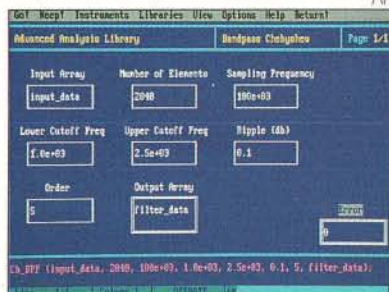 Go! Keep! Instruments Libraries View Options Help Return!
Advanced Analysis Library
Bandpass Chebyshev
Page 1/1
Input Array
Number of Elements
Sampling Frequency
input_data
2048
100e+03
Lower Cutoff Freq
Upper Cutoff Freq
Ripple (db)
1.0e+03
2.5e+03
0.1
Order
Output Array
5
filter_data
Error
0
Ch_BPF (input_data, 2048, 100e+03, 1.0e+03, 2.5e+03, 0.1, 5, filter_data);